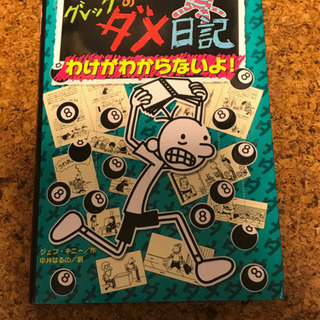 グレッグの
ダメ日記
わけがわからないよ!
ジェフ・キニー／作
中井はるの／訳